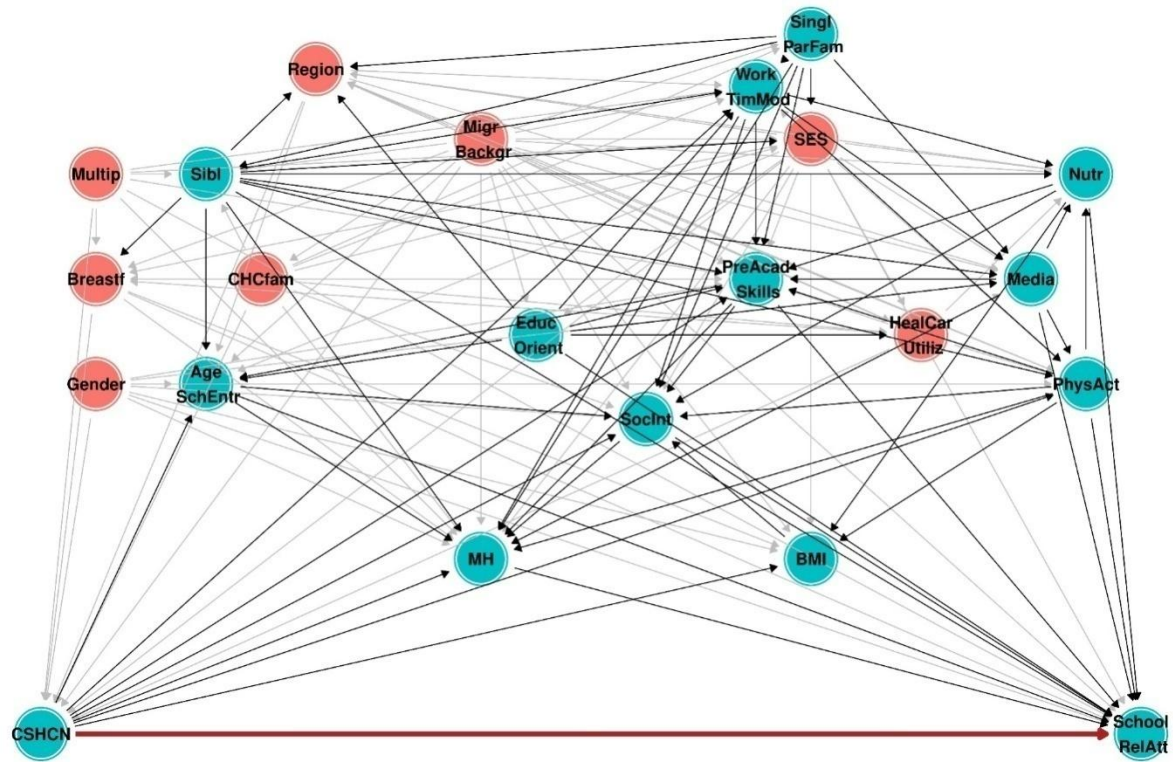 Singl
ParFam
Region
Work
TimMod
Migr
Backgr
SES
Multip
Sibl
Nutr
Breastf
CHCfam
PreAcad
Skills
Media
Educ
Orient
HealCar
Utiliz
Gender
Age
SchEntr
PhysAct
SocInt
MH
BMI
CSHCN
School
RelAtt